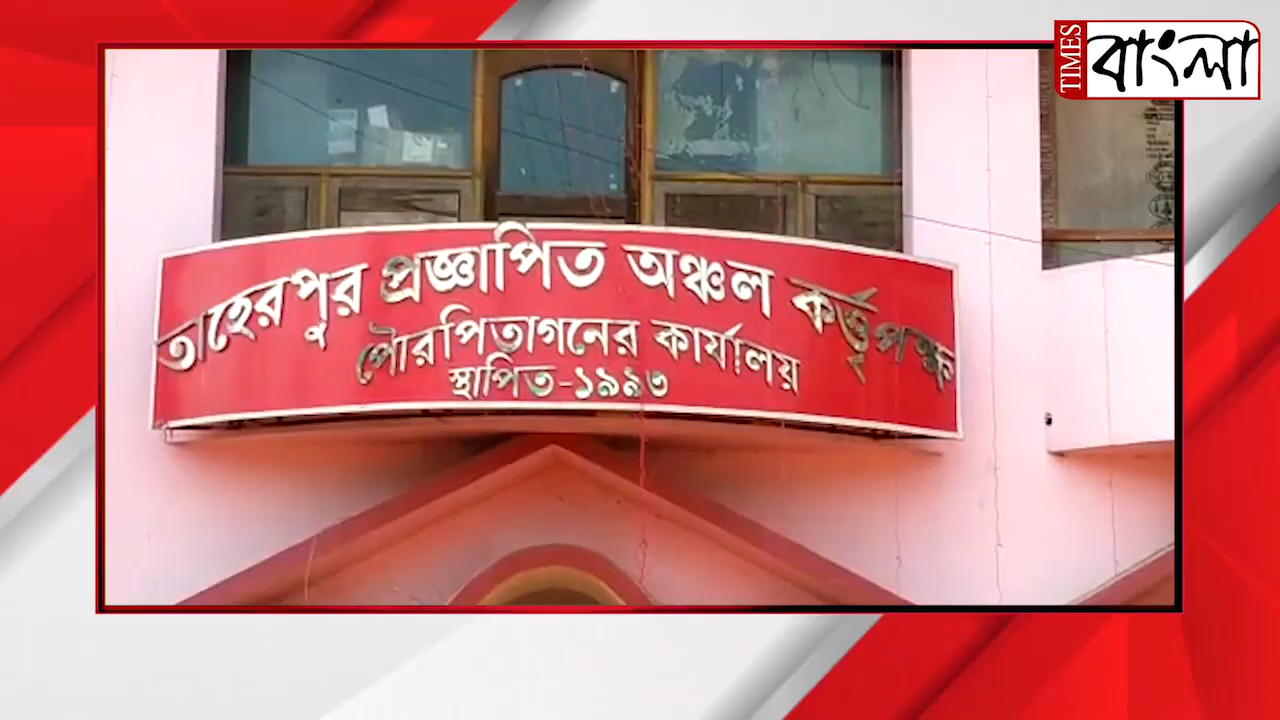 TIMES বাংলা
তাহেরপুর প্রজ্ঞাপিত অঞ্চল কর্ত্তৃপক্ষ
পৌরপিতাগনের কার্যালয়
স্থাপিত-১৯৯৩